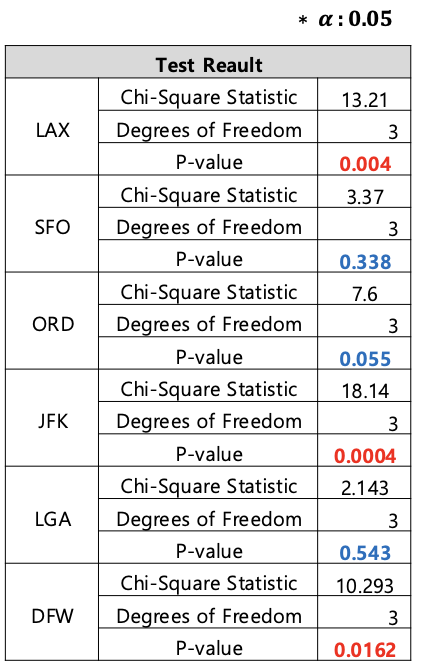 * α : 0.05
Test Reault
LAX
Chi-Square Statistic 13.21
Degrees of Freedom 3
P-value 0.004
SFO
Chi-Square Statistic 3.37
Degrees of Freedom 3
P-value 0.338
ORD
Chi-Square Statistic 7.6
Degrees of Freedom 3
P-value 0.055
JFK
Chi-Square Statistic 18.14
Degrees of Freedom 3
P-value 0.0004
LGA
Chi-Square Statistic 2.143
Degrees of Freedom 3
P-value 0.543
DFW
Chi-Square Statistic 10.293
Degrees of Freedom 3
P-value 0.0162